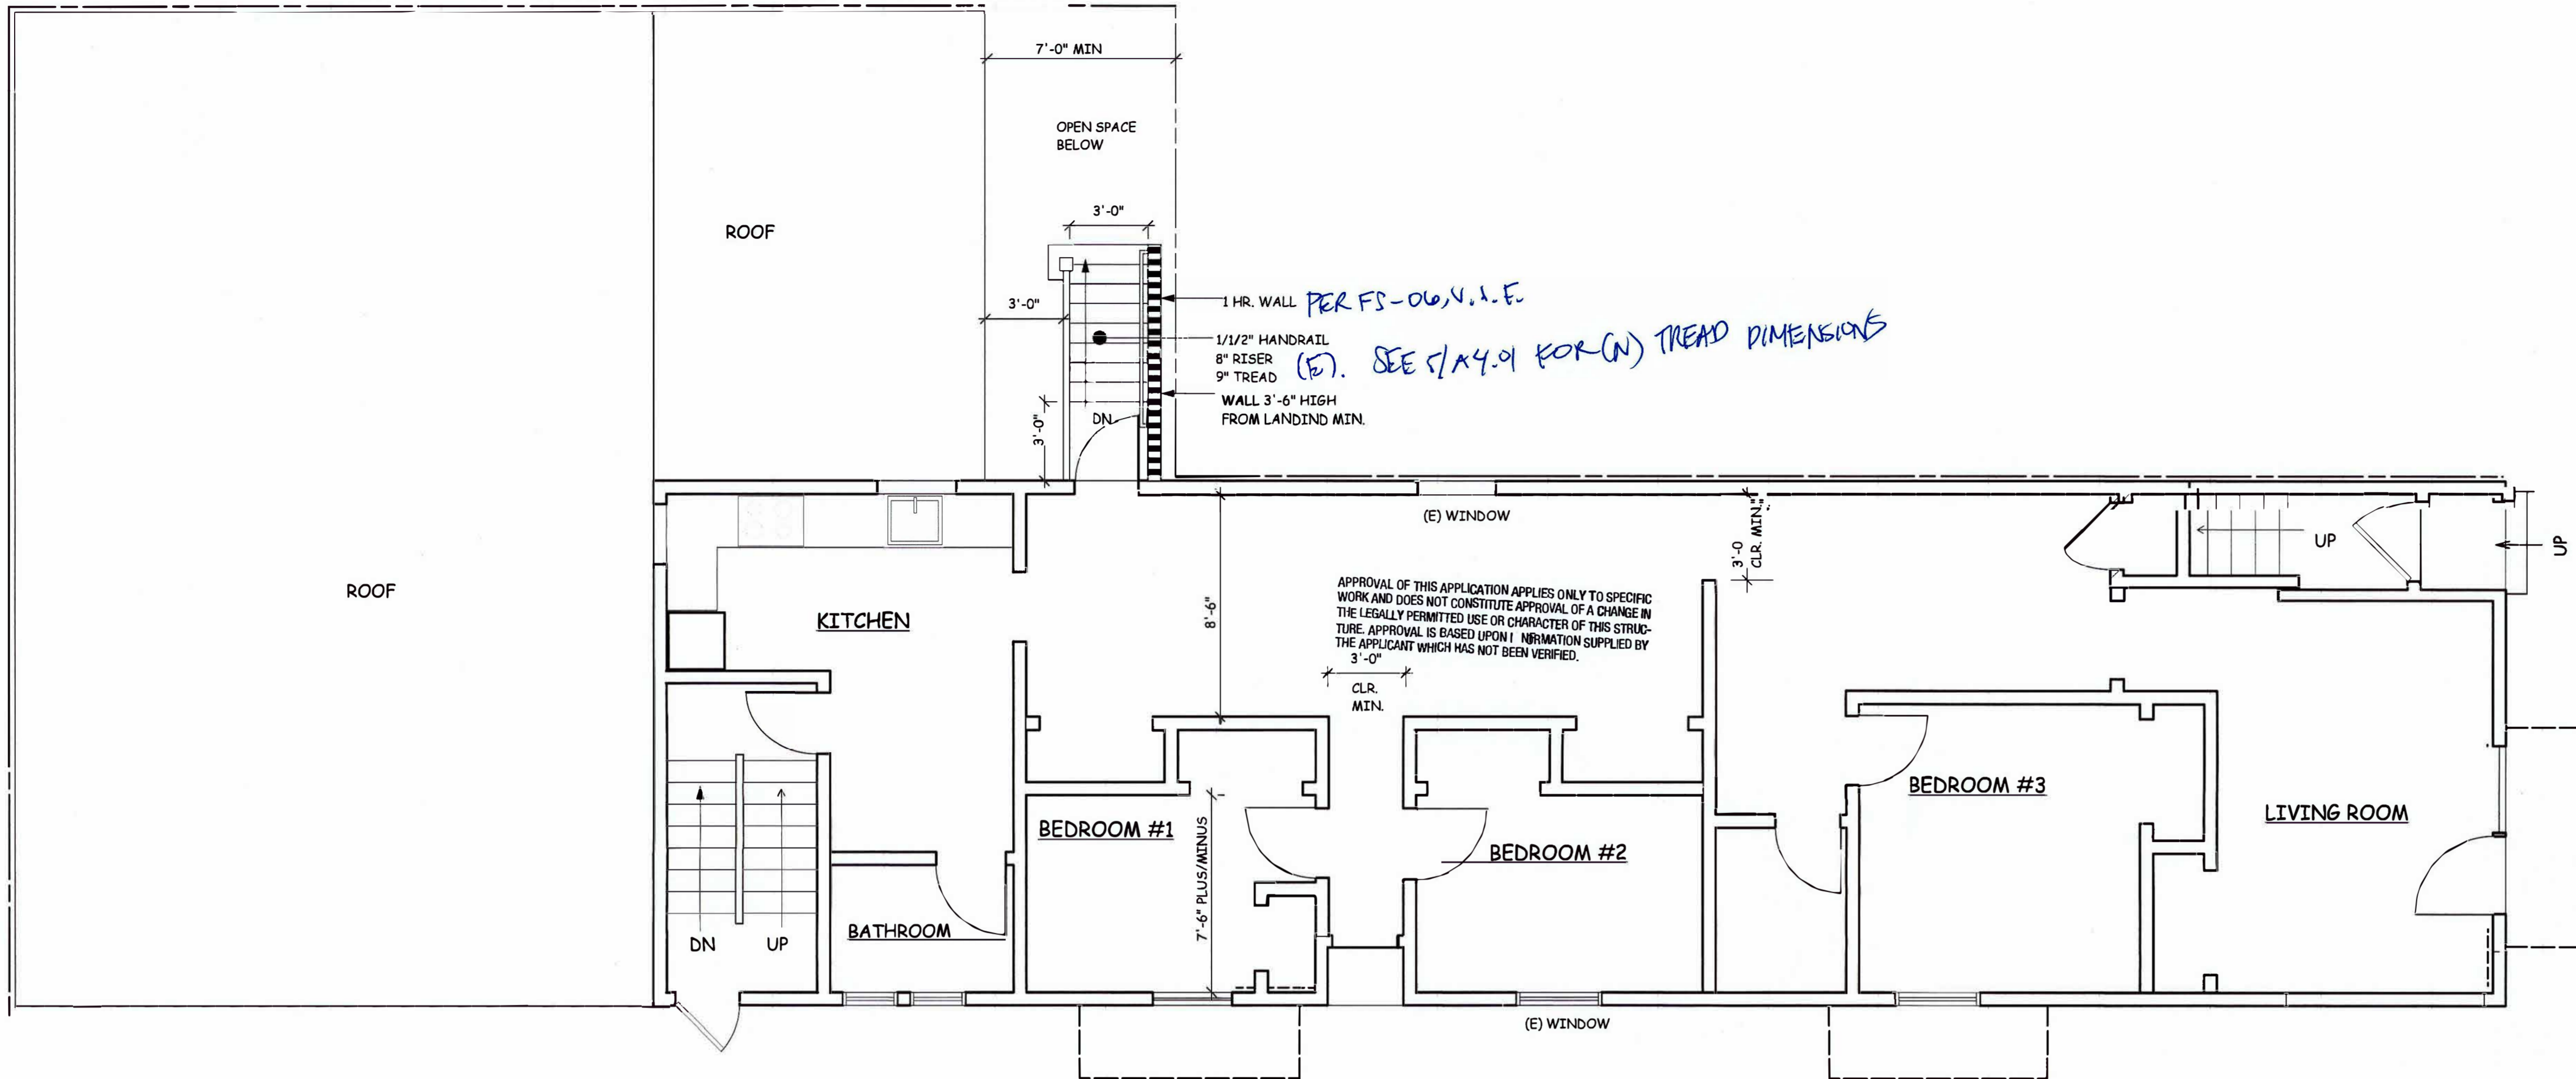 7'-0" MIN
OPEN SPACE
BELOW
3'-0"
ROOF
3'-0"
1 HR. WALL PER FS-06, V.I.F.
1/1/2" HANDRAIL
8" RISER
9" TREAD (E). SEE 5/A4.01 FOR (N) TREAD DIMENSIONS
WALL 3'-6" HIGH
FROM LANDIND MIN.
DN
3'-0"
(E) WINDOW
3'-0
CLR. MIN."
UP
UP
ROOF
KITCHEN
8'-6"
APPROVAL OF THIS APPLICATION APPLIES ONLY TO SPECIFIC
WORK AND DOES NOT CONSTITUTE APPROVAL OF A CHANGE IN
THE LEGALLY PERMITTED USE OR CHARACTER OF THIS STRUC-
TURE. APPROVAL IS BASED UPON I NFORMATION SUPPLIED BY
THE APPLICANT WHICH HAS NOT BEEN VERIFIED.
3'-0"
CLR.
MIN.
BEDROOM #3
LIVING ROOM
BEDROOM #1
7'-6" PLUS/MINUS
BEDROOM #2
BATHROOM
DN
UP
(E) WINDOW